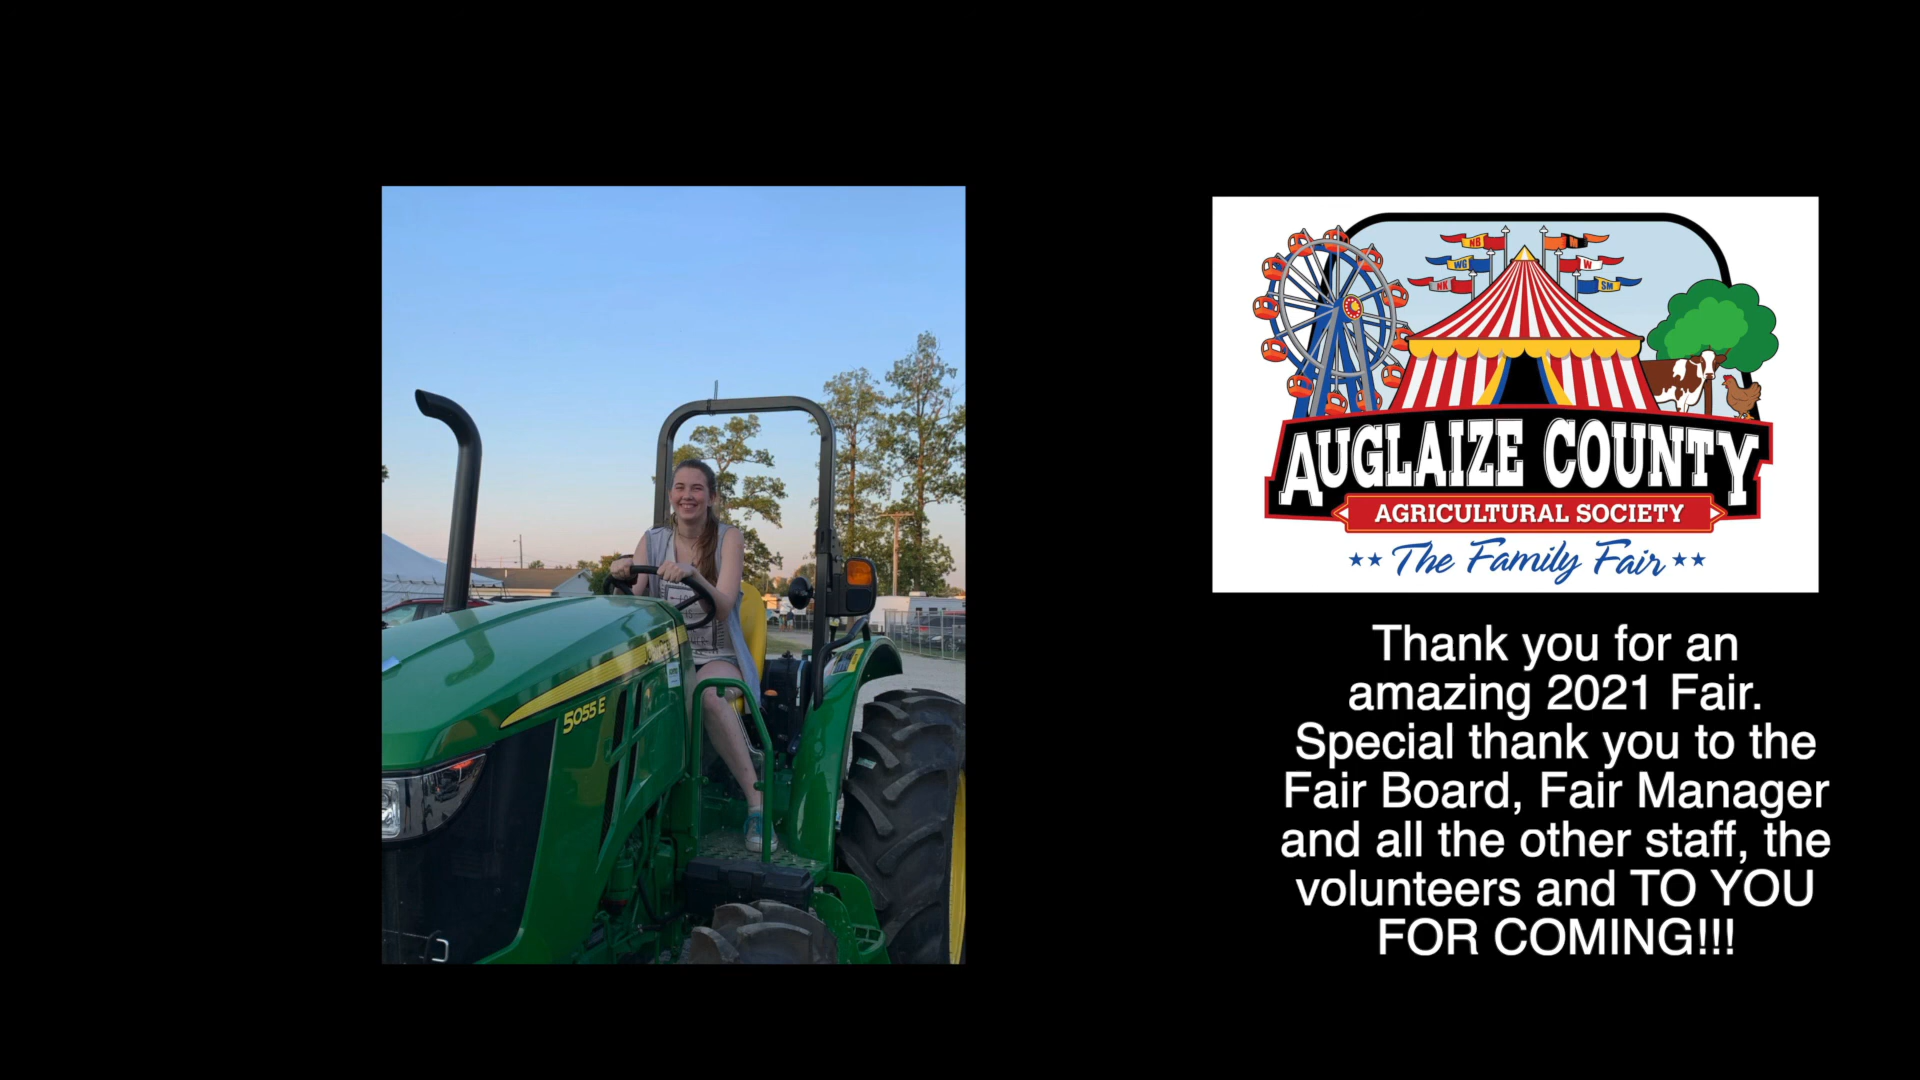 5055E
NB
WG
NK
W
SM
AUGLAIZE COUNTY
AGRICULTURAL SOCIETY
The Family Fair
Thank you for an
amazing 2021 Fair.
Special thank you to the
Fair Board, Fair Manager
and all the other staff, the
volunteers and TO YOU
FOR COMING!!!